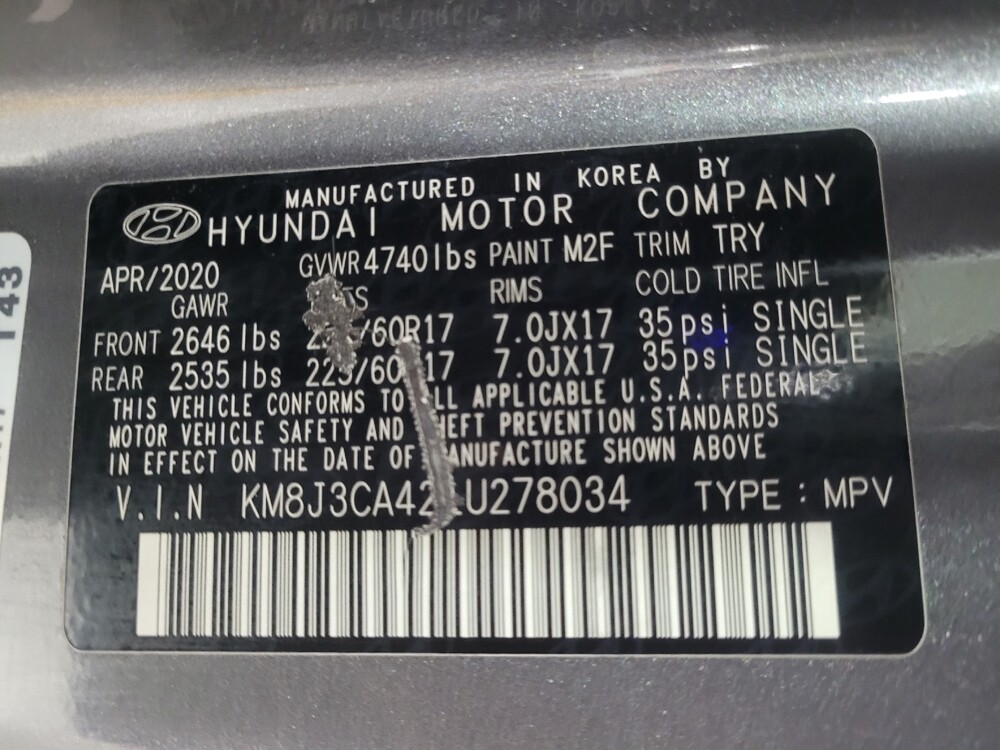 MANUFACTURED IN KOREA BY
HYUNDAI MOTOR COMPANY
APR/2020 GVWR 4740lbs PAINT M2F TRIM TRY
GAWR RIMS COLD TIRE INFL
FRONT 2646 lbs 7.0JX17 35psi SINGLE
REAR 2535 lbs 7.0JX17 35psi SINGLE
THIS VEHICLE CONFORMS TO APPLICABLE U.S.A. FEDERAL
MOTOR VEHICLE SAFETY AND THEFT PREVENTION STANDARDS
IN EFFECT ON THE DATE OF MANUFACTURE SHOWN ABOVE
V.I.N TYPE : MPV
143